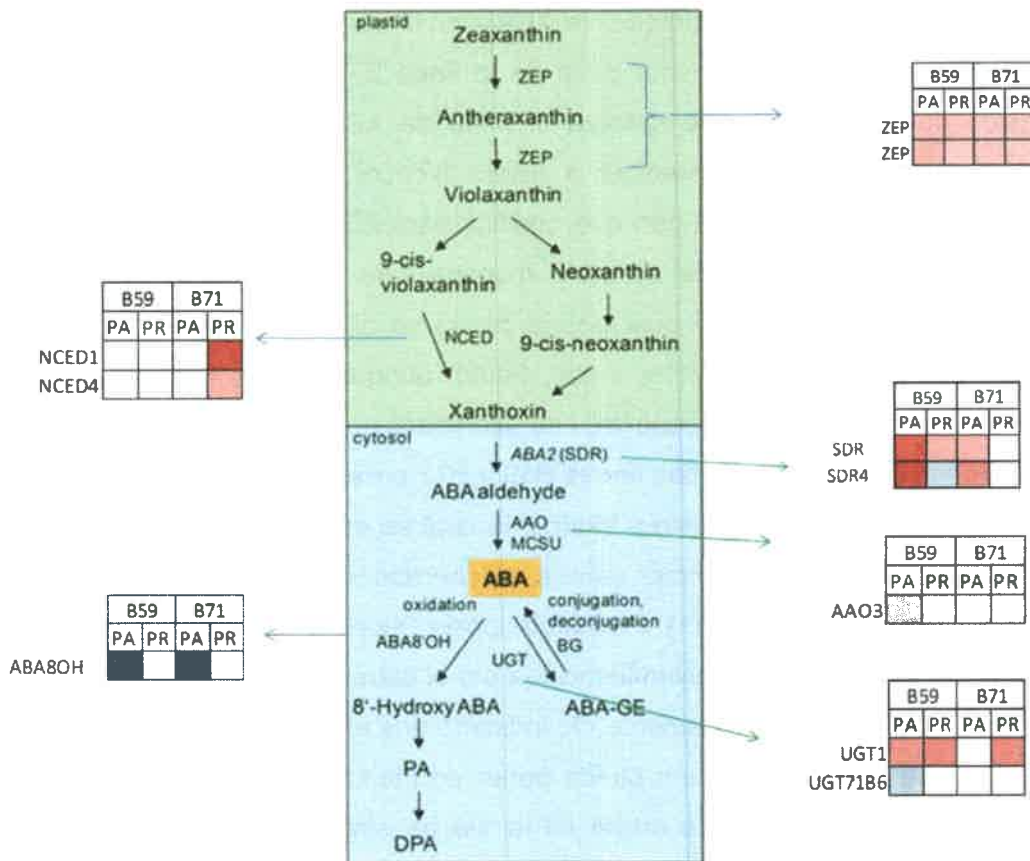 plastid
Zeaxanthin
ZEP
Antheraxanthin
ZEP
Violaxanthin
9-cis-
violaxanthin
Neoxanthin
NCED
9-cis-neoxanthin
Xanthoxin
cytosol
ABA2 (SDR)
ABA aldehyde
AAO
MCSU
ABA
oxidation
conjugation,
deconjugation
ABA8'OH
UGT
BG
8'-Hydroxy ABA
ABA-GE
PA
DPA
B59 B71
PA PR PA PR
NCED1
NCED4
B59 B71
PA PR PA PR
ABA8OH
B59 B71
PA PR PA PR
ZEP
ZEP
B59 B71
PA PR PA PR
SDR
SDR4
B59 B71
PA PR PA PR
AAO3
B59 B71
PA PR PA PR
UGT1
UGT71B6